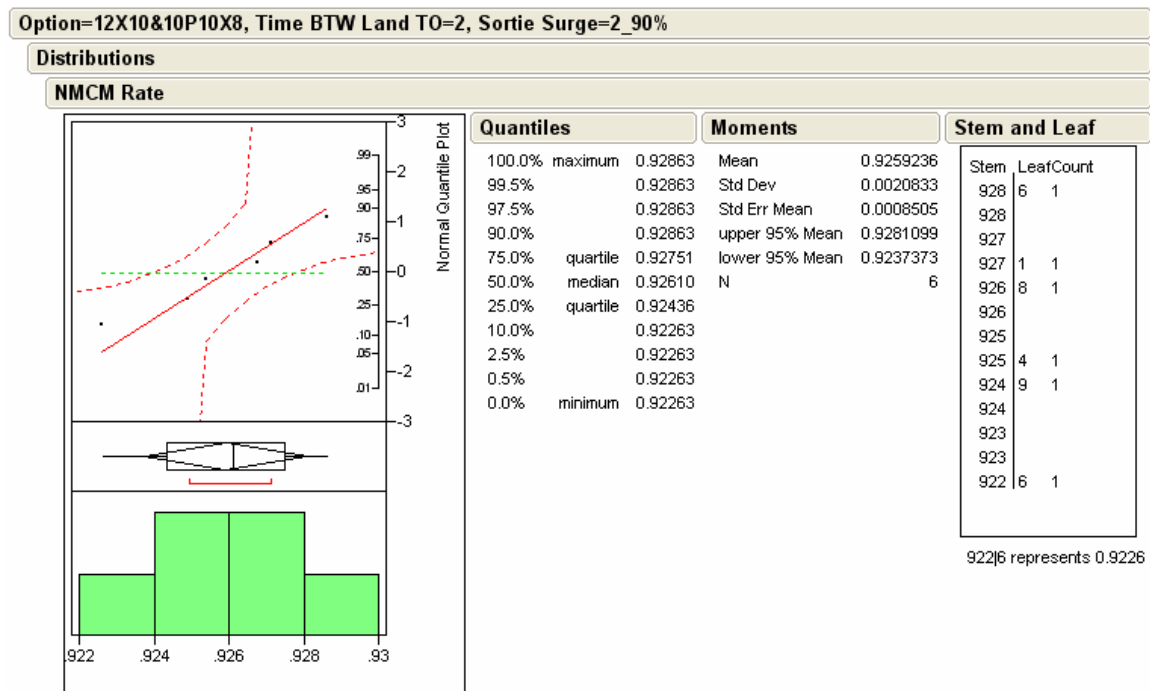 Option=12X10&10P10X8, Time BTW Land TO=2, Sortie Surge=2_90%
Distributions
NMCM Rate
3
.99
2
.95
.90
1
.75
.50
0
.25
-1
.10
.05
-2
.01
-3
Normal Quantile Plot
.922 .924 .926 .928 .93
Quantiles
100.0% maximum 0.92863
99.5% 0.92863
97.5% 0.92863
90.0% 0.92863
75.0% quartile 0.92751
50.0% median 0.92610
25.0% quartile 0.92436
10.0% 0.92263
2.5% 0.92263
0.5% 0.92263
0.0% minimum 0.92263
Moments
Mean 0.9259236
Std Dev 0.0020833
Std Err Mean 0.0008505
upper 95% Mean 0.9281099
lower 95% Mean 0.9237373
N 6
Stem and Leaf
Stem Leaf Count
928 6 1
928
927
927 1 1
926 8 1
926
925
925 4 1
924 9 1
924
923
923
922 6 1
922|6 represents 0.9226